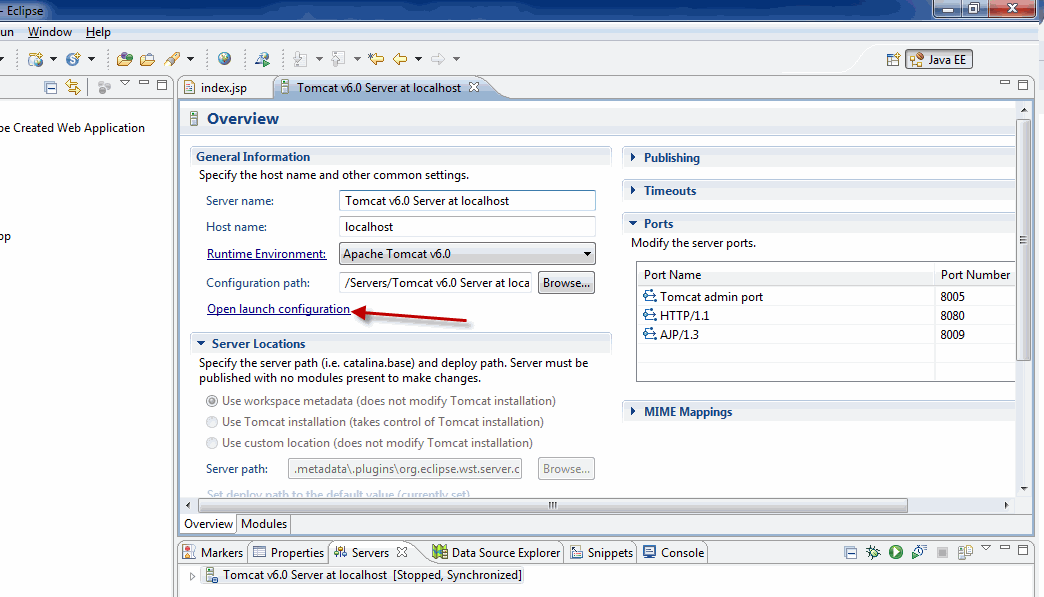 - Eclipse
un Window Help
Java EE
index.jsp Tomcat v6.0 Server at localhost
pe Created Web Application
pp
Overview
General Information
Specify the host name and other common settings.
Server name: Tomcat v6.0 Server at localhost
Host name: localhost
Runtime Environment: Apache Tomcat v6.0
Configuration path: /Servers/Tomcat v6.0 Server at loca Browse...
Open launch configuration
Server Locations
Specify the server path (i.e. catalina.base) and deploy path. Server must be
published with no modules present to make changes.
Use workspace metadata (does not modify Tomcat installation)
Use Tomcat installation (takes control of Tomcat installation)
Use custom location (does not modify Tomcat installation)
Server path: .metadata\.plugins\org.eclipse.wst.server.c Browse...
Set deploy path to the default value (currently set)
Publishing
Timeouts
Ports
Modify the server ports.
Port Name Port Number
Tomcat admin port 8005
HTTP/1.1 8080
AJP/1.3 8009
MIME Mappings
Overview Modules
Markers Properties Servers Data Source Explorer Snippets Console
Tomcat v6.0 Server at localhost [Stopped, Synchronized]